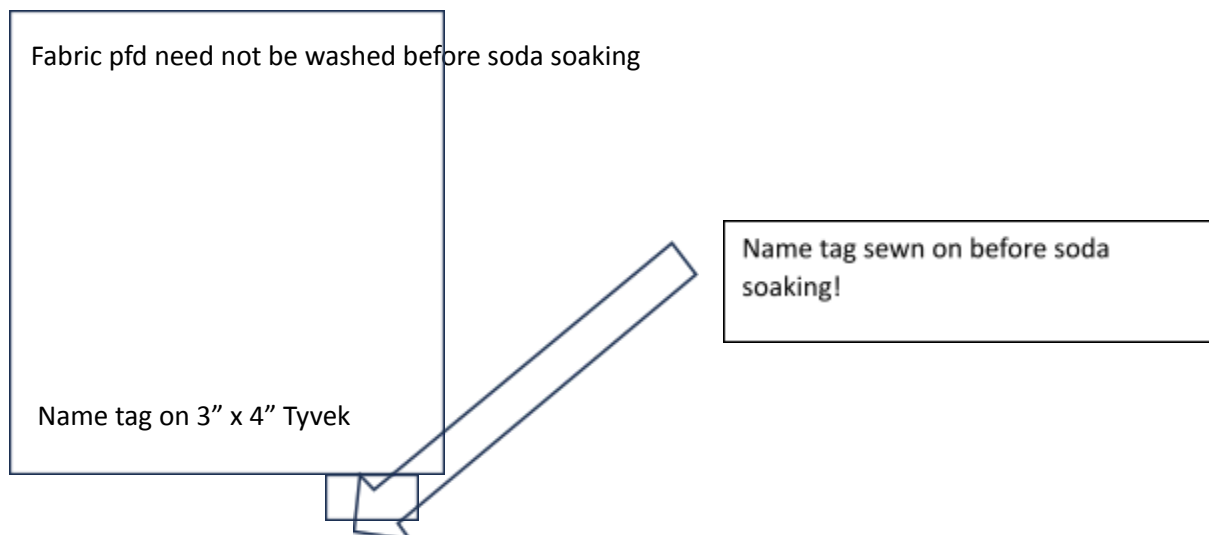 Fabric pfd need not be washed before soda soaking
Name tag sewn on before soda
soaking!
Name tag on 3” x 4” Tyvek